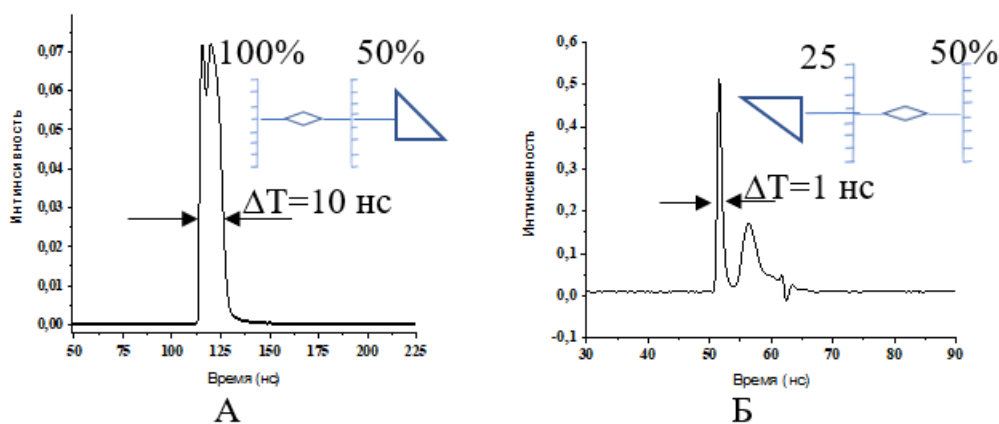 100% 50%
0,07
0,06
0,05
0,04
0,03
0,02
0,01
0,00
Интинсивность
ΔT=10 нс
50 75 100 125 150 175 200 225
Время (нс)
А
25 50%
0,6
0,5
0,4
0,3
0,2
0,1
0,0
-0,1
Интинсивность
ΔT=1 нс
30 40 50 60 70 80 90
Время (нс)
Б